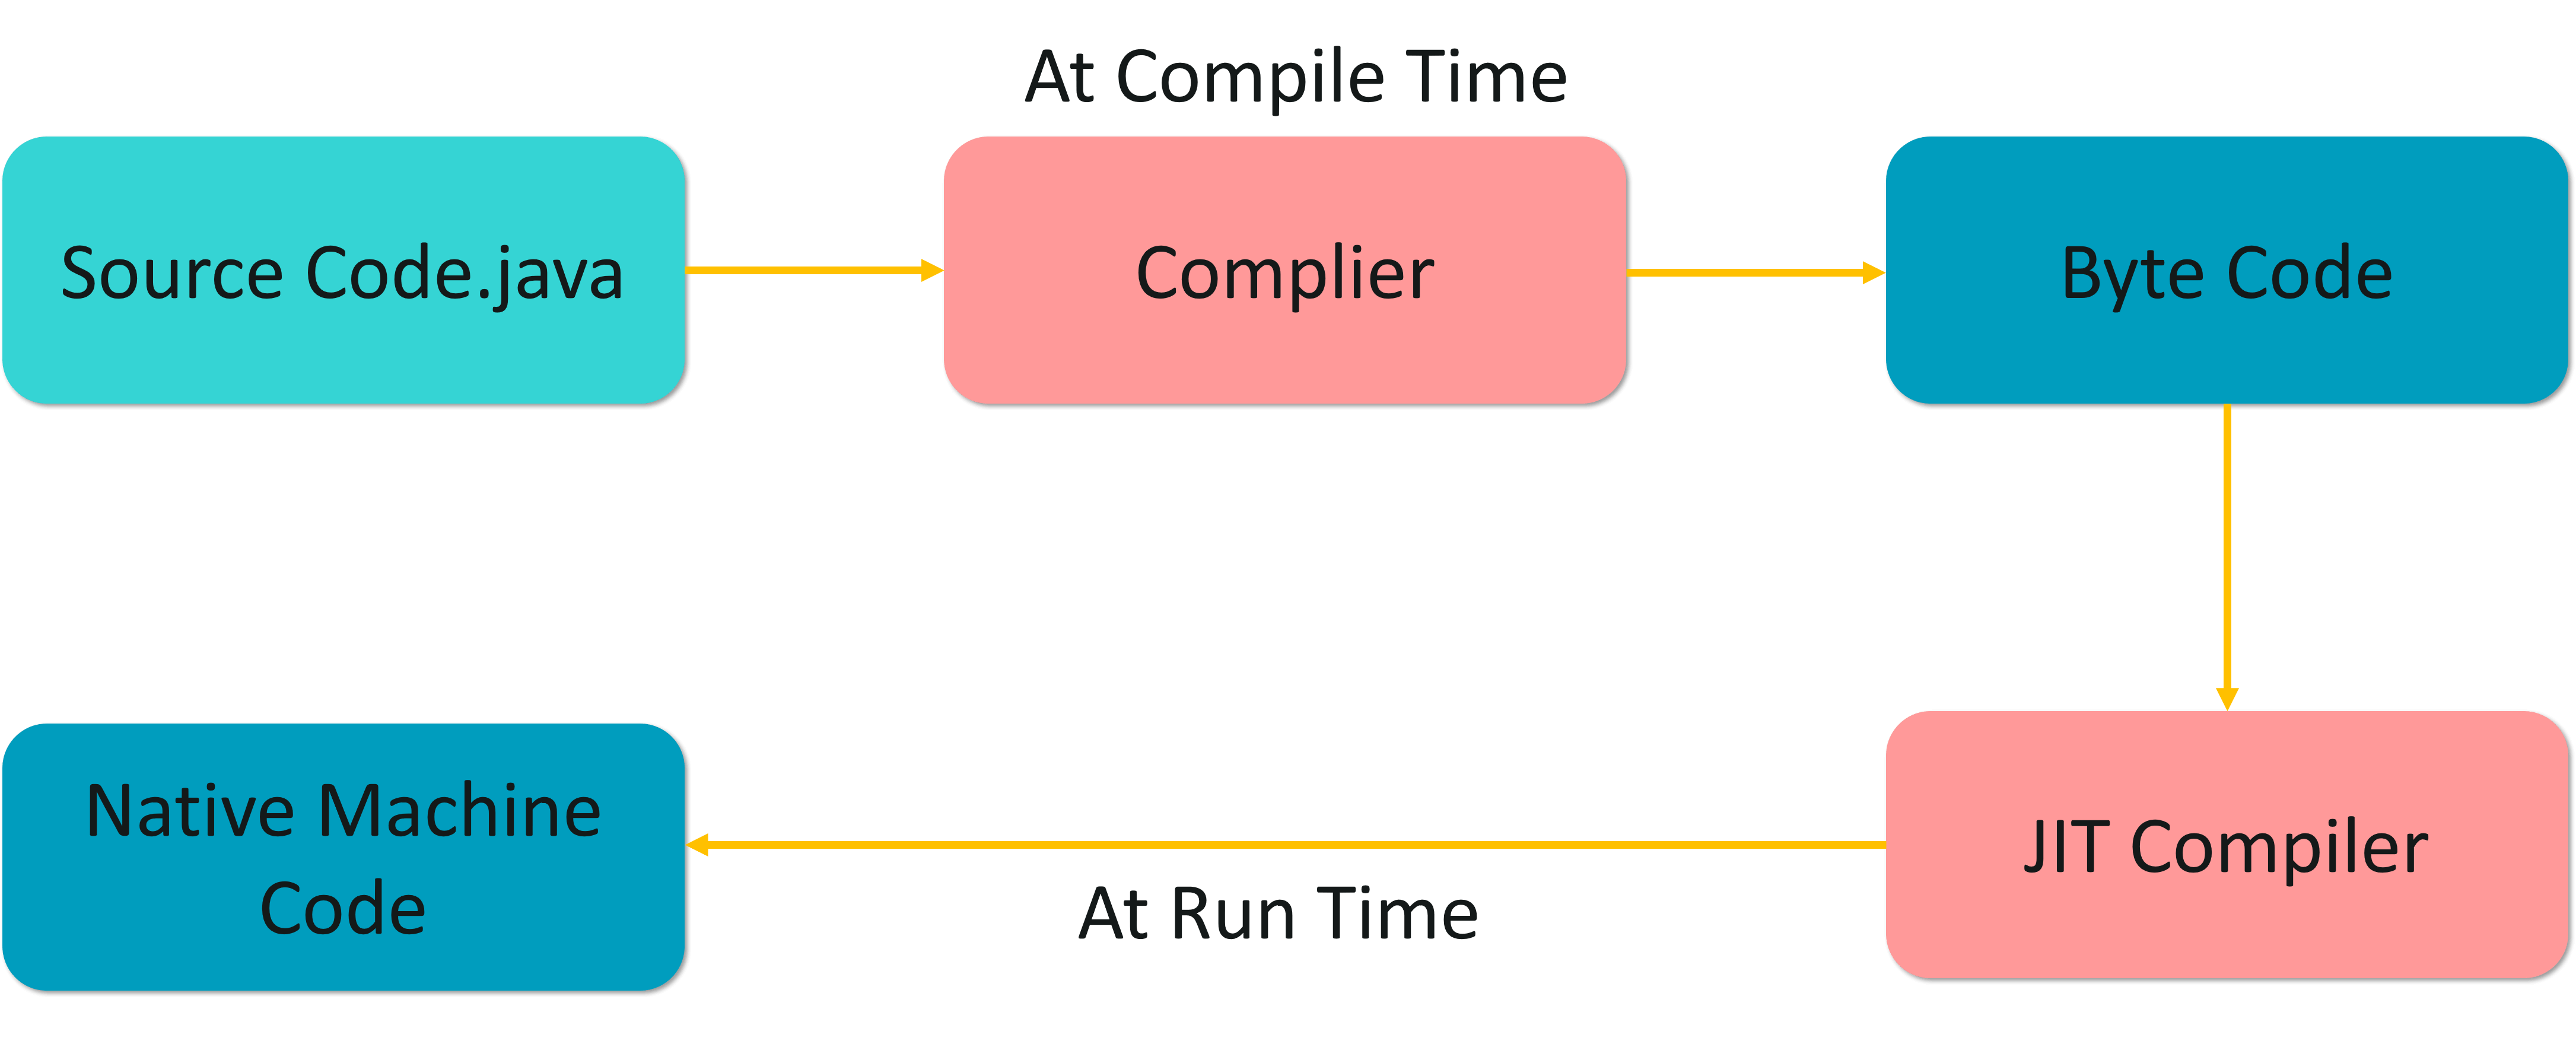 At Compile Time
Source Code.java
Complier
Byte Code
Native Machine
Code
JIT Compiler
At Run Time